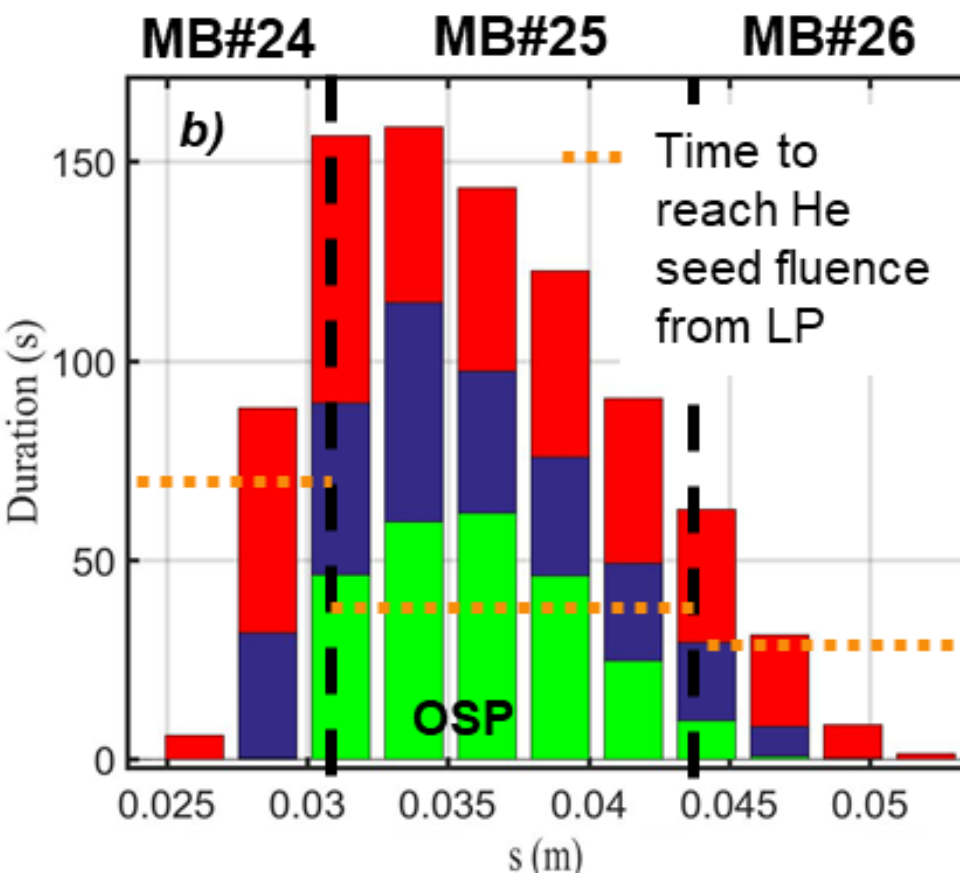 MB#24 MB#25 MB#26
b)
Time to
reach He
seed fluence
from LP
150
100
50
0
Duration (s)
OSP
0.025 0.03 0.035 0.04 0.045 0.05
s (m)